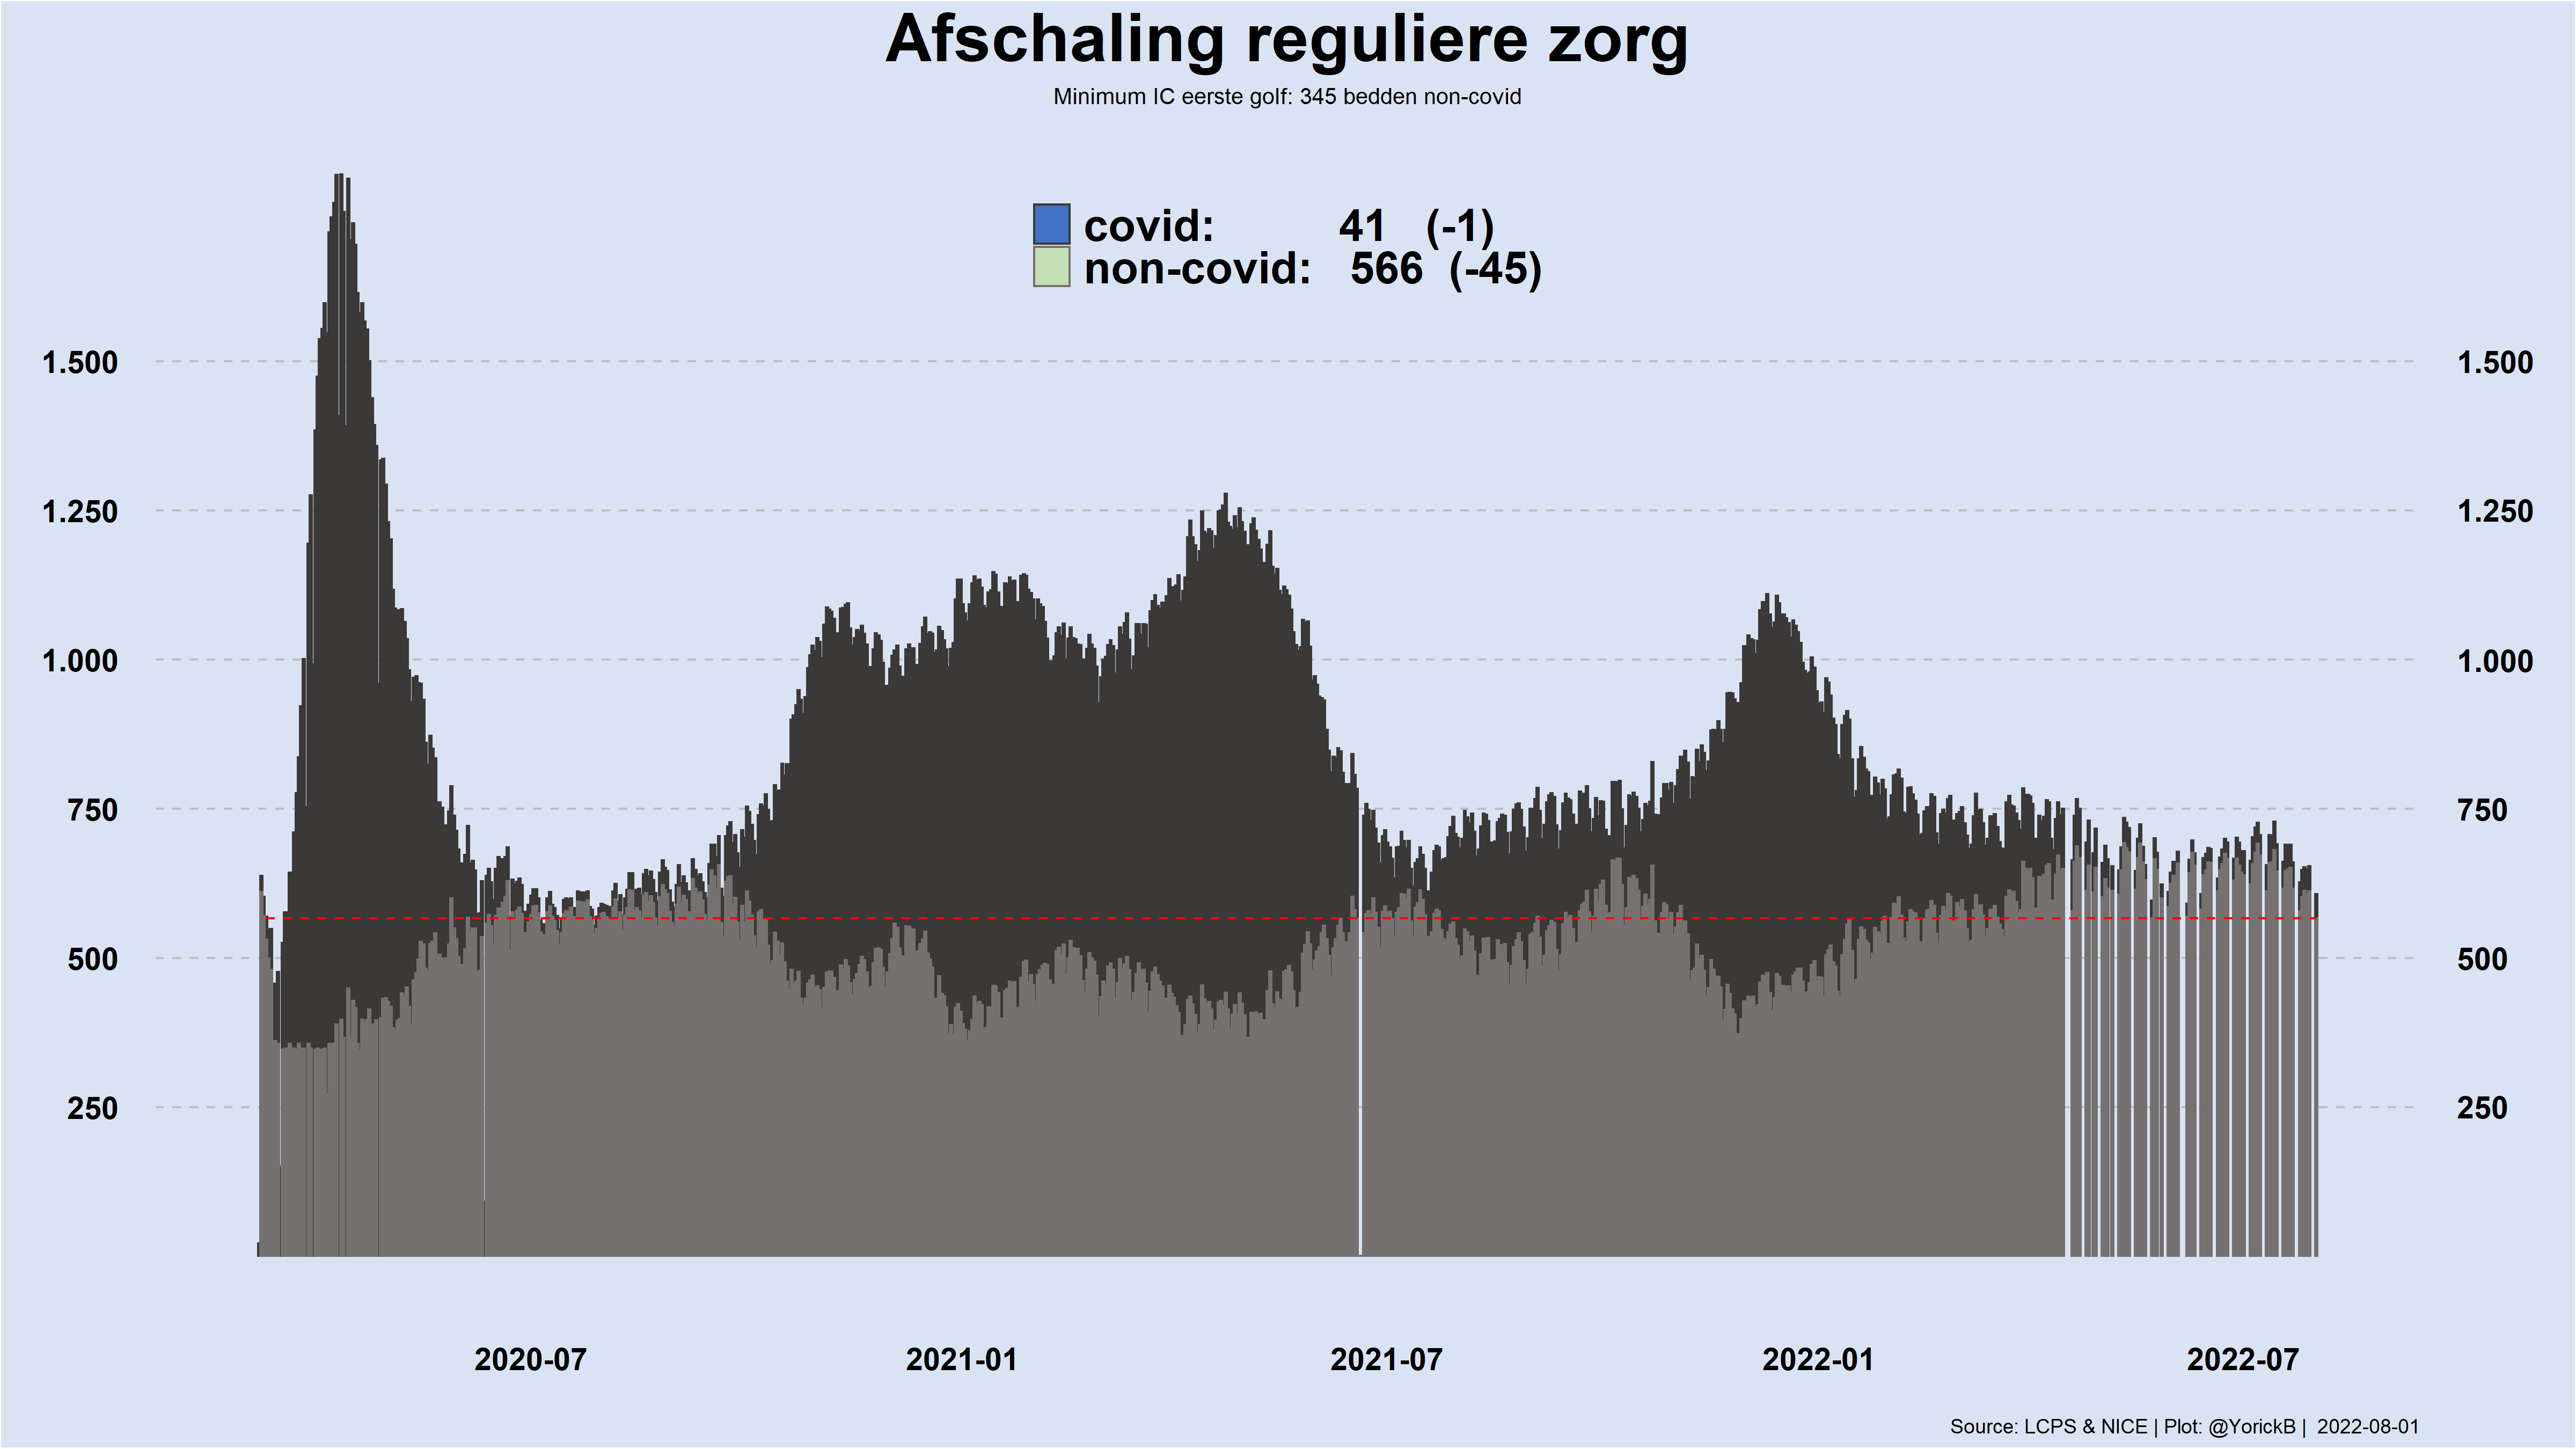 Afschaling reguliere zorg
Minimum IC eerste golf: 345 bedden non-covid
covid: 41 (-1)
non-covid: 566 (-45)
1.500 1.500
1.250 1.250
1.000 1.000
750 750
500 500
250 250
2020-07 2021-01 2021-07 2022-01 2022-07
Source: LCPS & NICE | Plot: @YorickB | 2022-08-01